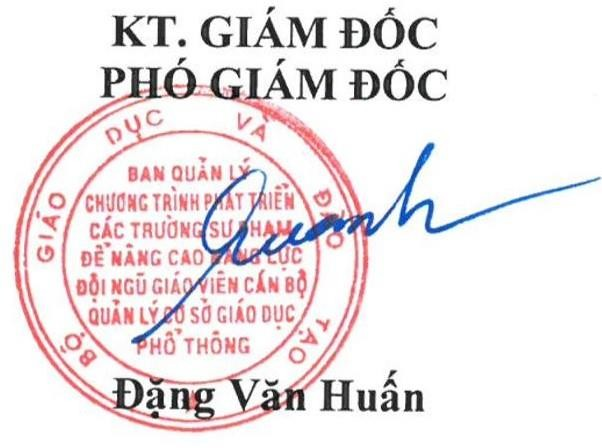 KT. GIÁM ĐỐC
PHÓ GIÁM ĐỐC
BỘ GIÁO DỤC VÀ ĐÀO TẠO
BAN QUẢN LÝ
CHƯƠNG TRÌNH PHÁT TRIỂN
CÁC TRƯỜNG SƯ PHẠM
ĐỂ NÂNG CAO NĂNG LỰC
ĐỘI NGŨ GIÁO VIÊN CÁN BỘ
QUẢN LÝ CƠ SỞ GIÁO DỤC
PHỔ THÔNG
Đặng Văn Huấn